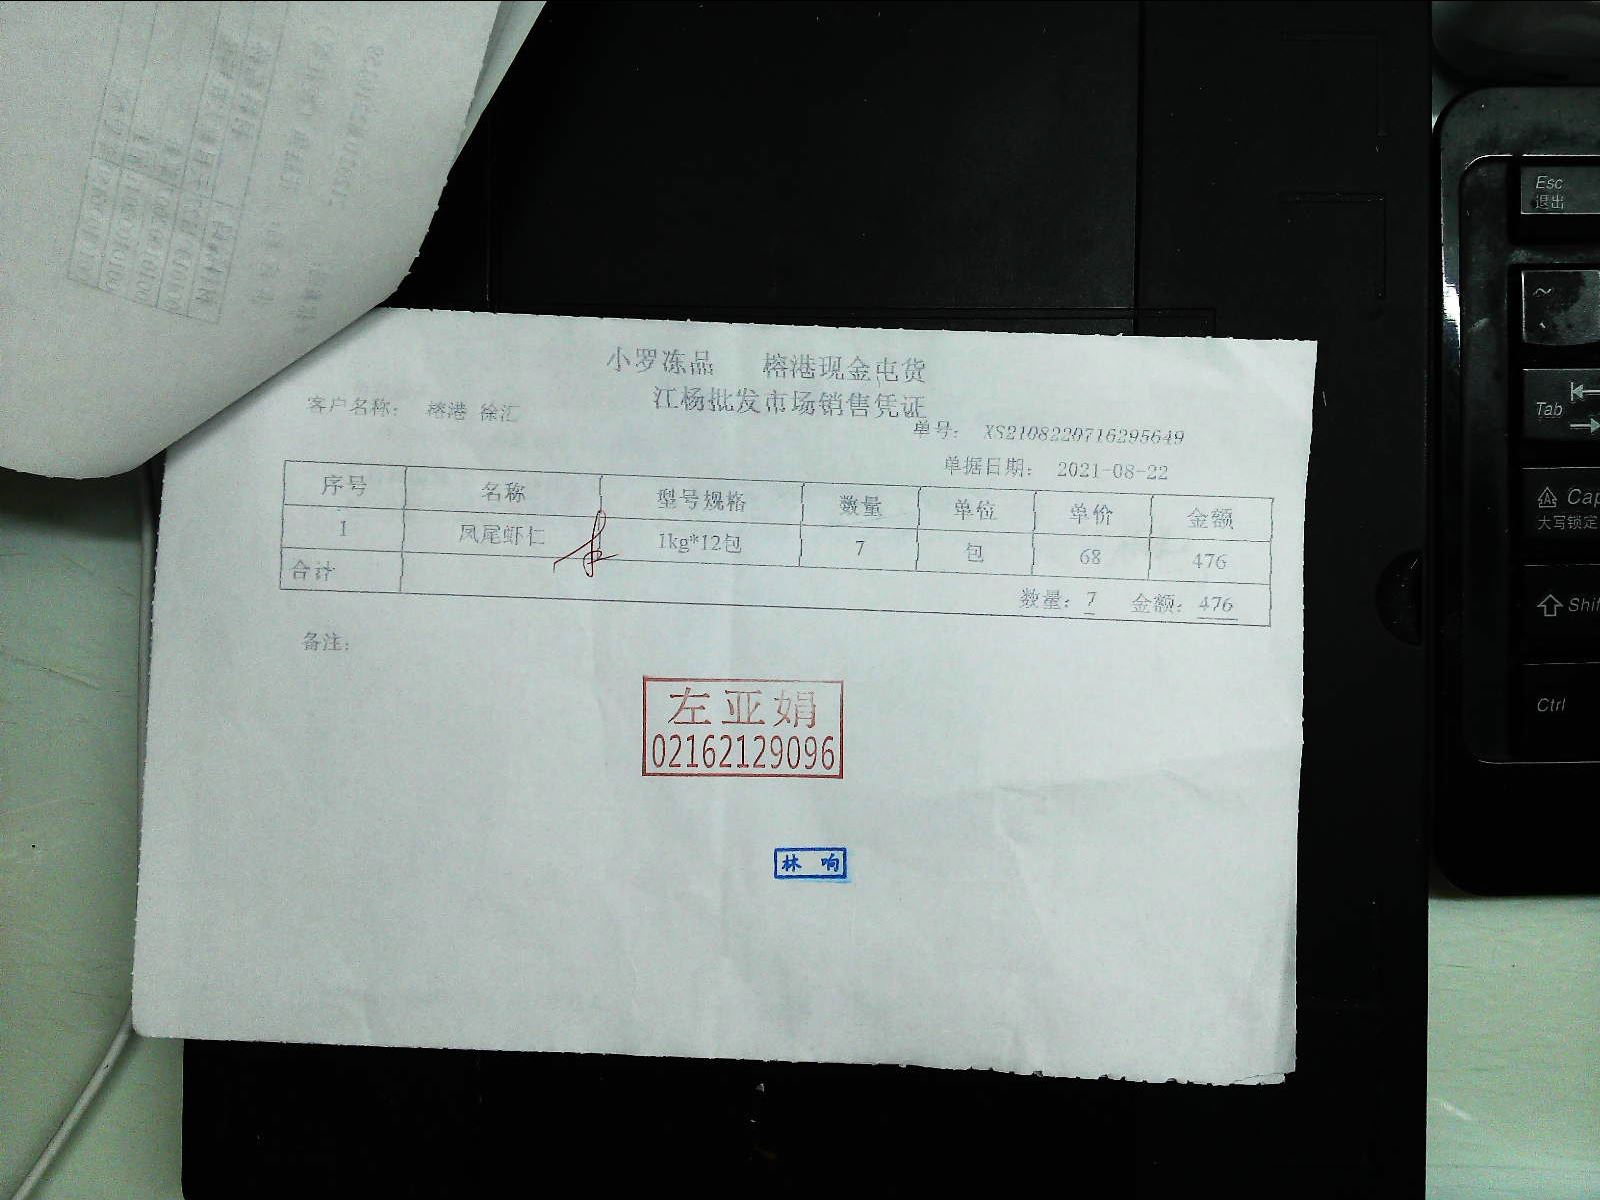 小罗冻品 榕港现金屯货
江杨批发市场销售凭证
客户名称: 榕港 徐汇
单号: XS2108220716295649
单据日期: 2021-08-22
序号 名称 型号规格 数量 单位 单价 金额
1 凤尾虾仁 1kg*12包 7 包 68 476
合计 数量: 7 金额: 476
备注:
左亚娟
02162129096
林 响
Esc
退出
~
Tab
Cap
大写锁定
Shif
Ctrl